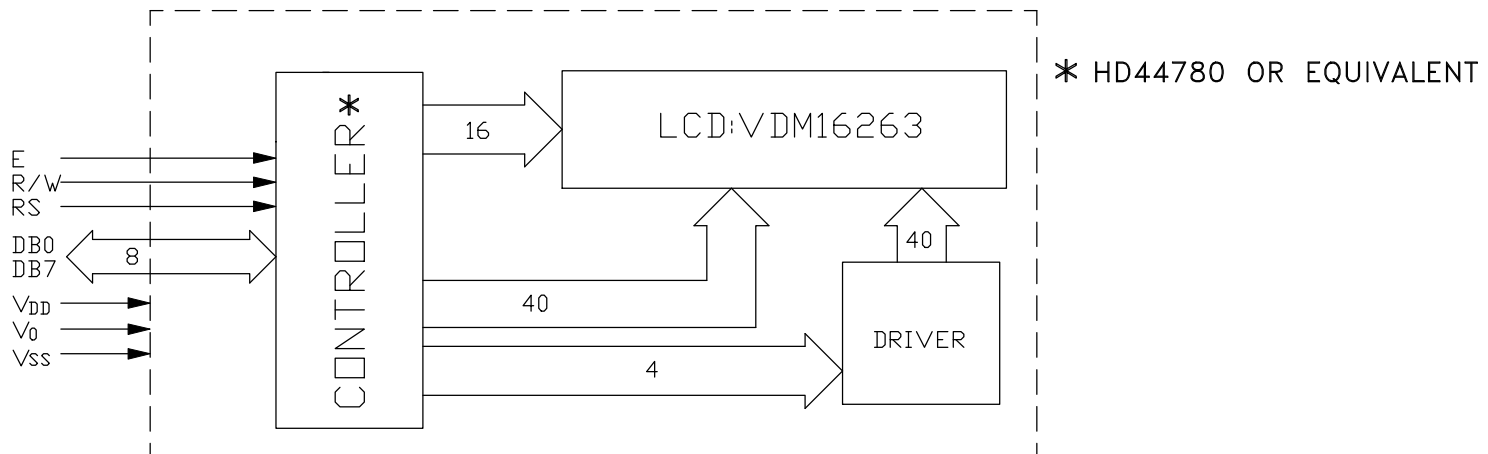 * HD44780 OR EQUIVALENT
LCD:VDM16263
CONTROLLER*
16
E
R/W
RS
DB0
DB7
8
40
40
VDD
V0
VSS
DRIVER
4